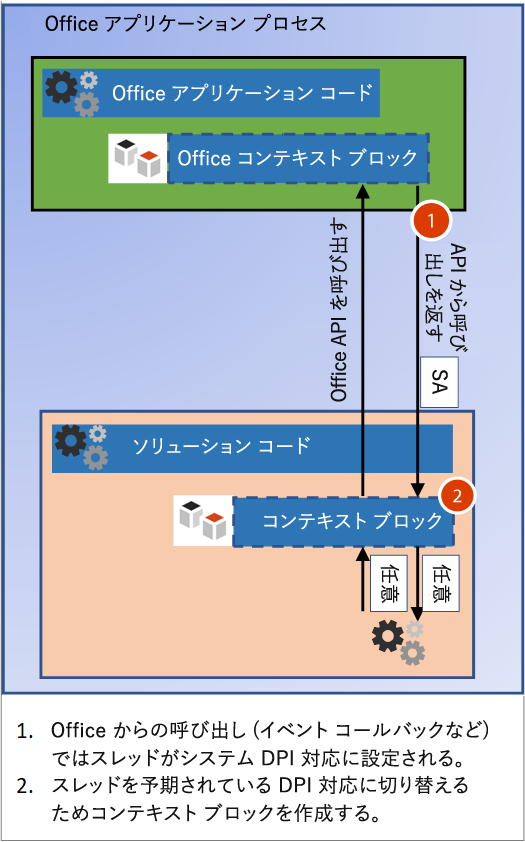 Office アプリケーション プロセス
Office アプリケーション コード
Office コンテキスト ブロック
1
Office API を呼び出す
API から呼び
出しを返す
SA
ソリューション コード
2
コンテキスト ブロック
任意
任意
1. Office からの呼び出し (イベント コールバックなど)
ではスレッドがシステム DPI 対応に設定される。
2. スレッドを予期されている DPI 対応に切り替える
ためコンテキスト ブロックを作成する。